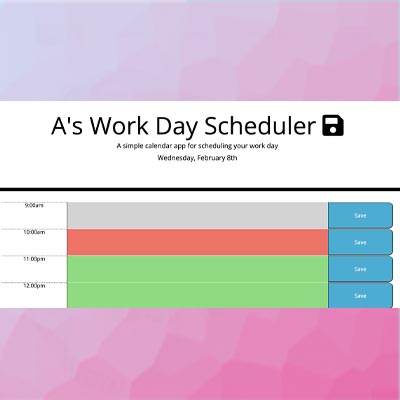 A's Work Day Scheduler
A simple calendar app for scheduling your work day
Wednesday, February 8th
9:00am
Save
10:00am
Save
11:00pm
Save
12:00pm
Save